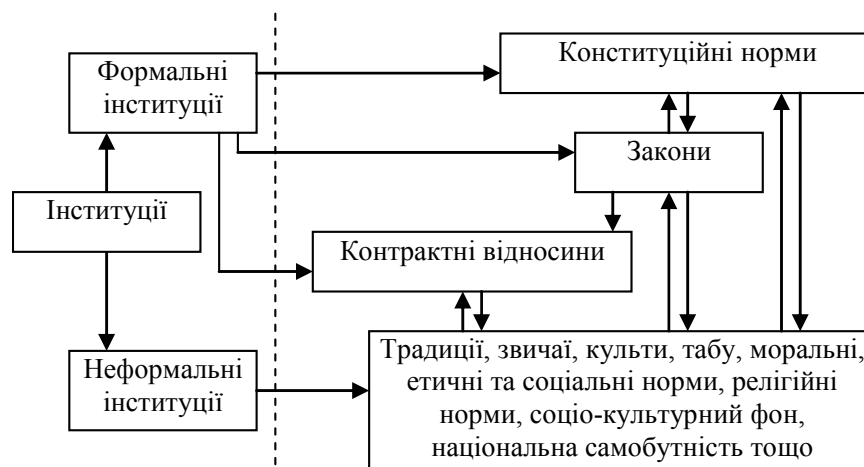 Формальні
інституції
Конституційні норми
Закони
Інституції
Контрактні відносини
Неформальні
інституції
Традиції, звичаї, культи, табу, моральні,
етичні та соціальні норми, релігійні
норми, соціо-культурний фон,
національна самобутність тощо